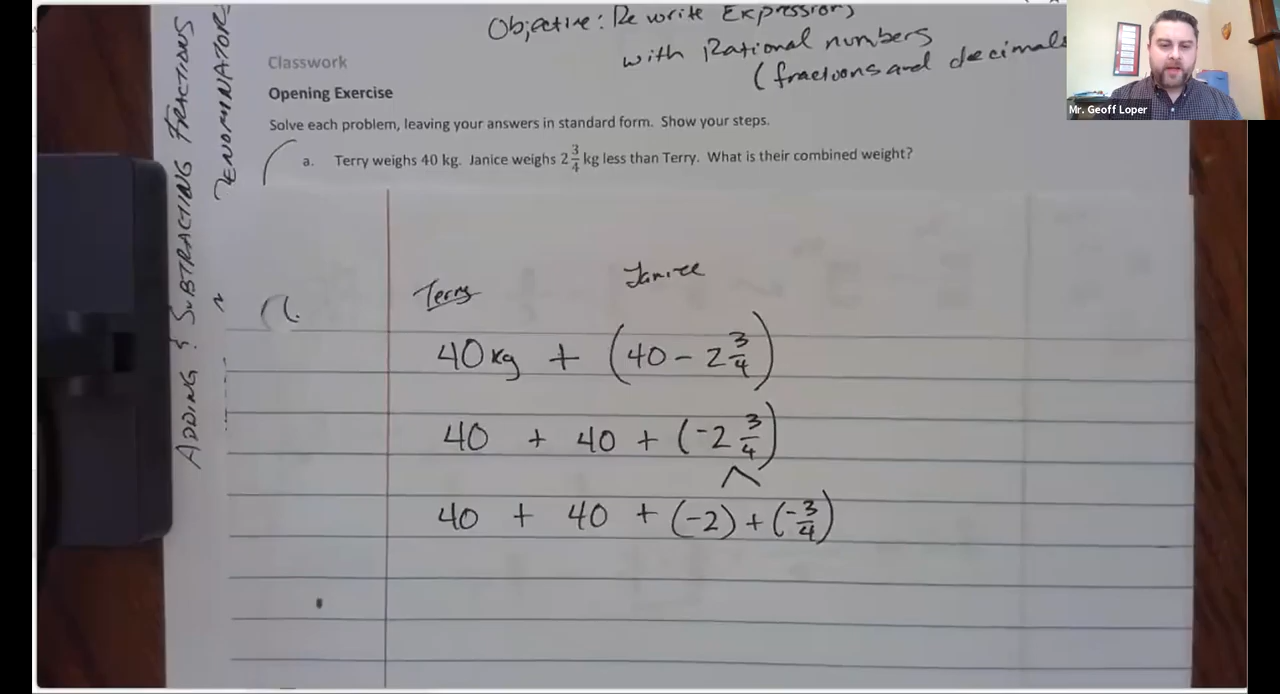 Objective: Rewrite Expressions
with Rational numbers
(fractions and decimals
Classwork
Opening Exercise
Solve each problem, leaving your answers in standard form. Show your steps.
a. Terry weighs 40 kg. Janice weighs 2 3/4 kg less than Terry. What is their combined weight?
Mr. Geoff Loper
ADDING & SUBTRACTING FRACTIONS
DENOMINATOR
Terry Janice
40kg + (40 - 2 3/4)
40 + 40 + (-2 3/4)
40 + 40 + (-2) + (-3/4)